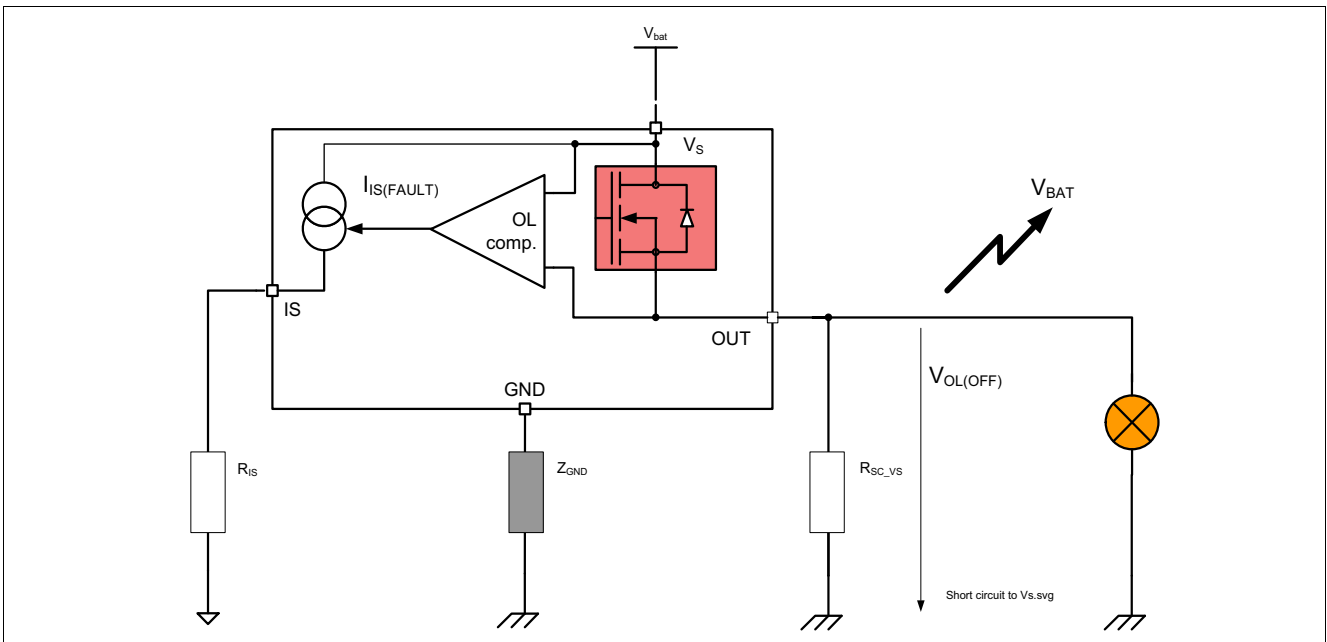 Vbat
VS
IIS(FAULT)
OL
comp.
VBAT
IS
OUT
VOL(OFF)
GND
RIS
ZGND
RSC_VS
Short circuit to Vs.svg